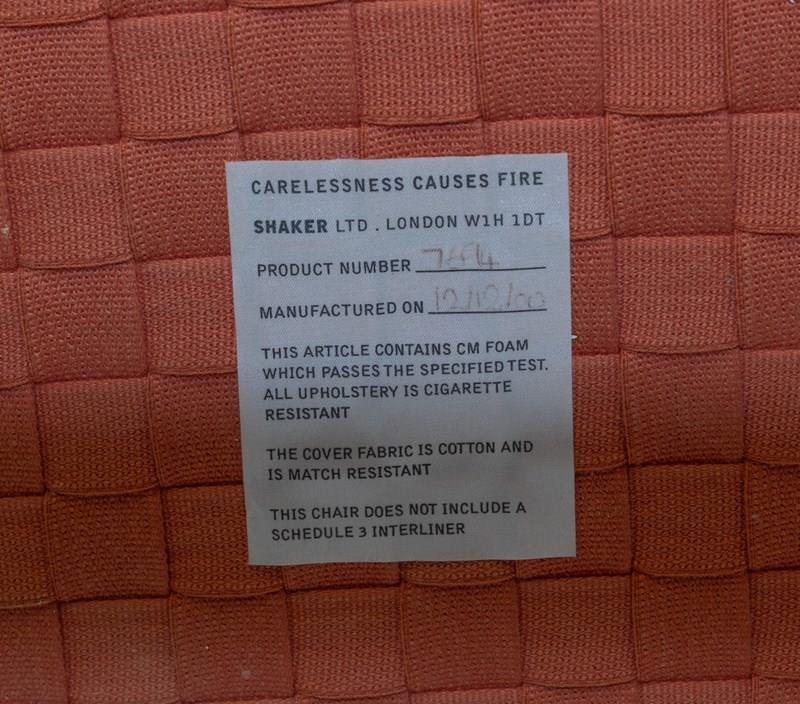 CARELESSNESS CAUSES FIRE
SHAKER LTD . LONDON W1H 1DT
PRODUCT NUMBER
MANUFACTURED ON 12/12/00
THIS ARTICLE CONTAINS CM FOAM
WHICH PASSES THE SPECIFIED TEST.
ALL UPHOLSTERY IS CIGARETTE
RESISTANT
THE COVER FABRIC IS COTTON AND
IS MATCH RESISTANT
THIS CHAIR DOES NOT INCLUDE A
SCHEDULE 3 INTERLINER